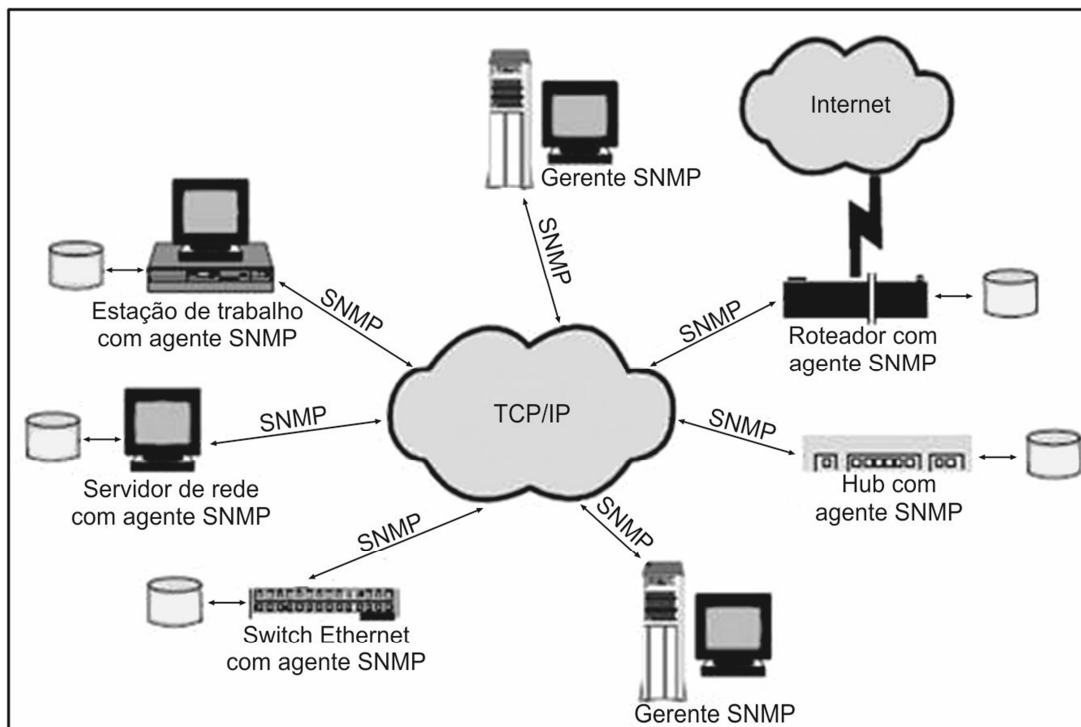 Internet
Gerente SNMP
SNMP
Estação de trabalho
com agente SNMP
SNMP
SNMP
Roteador com
agente SNMP
TCP/IP
SNMP
SNMP
Servidor de rede
com agente SNMP
Hub com
agente SNMP
SNMP
SNMP
Switch Ethernet
com agente SNMP
Gerente SNMP